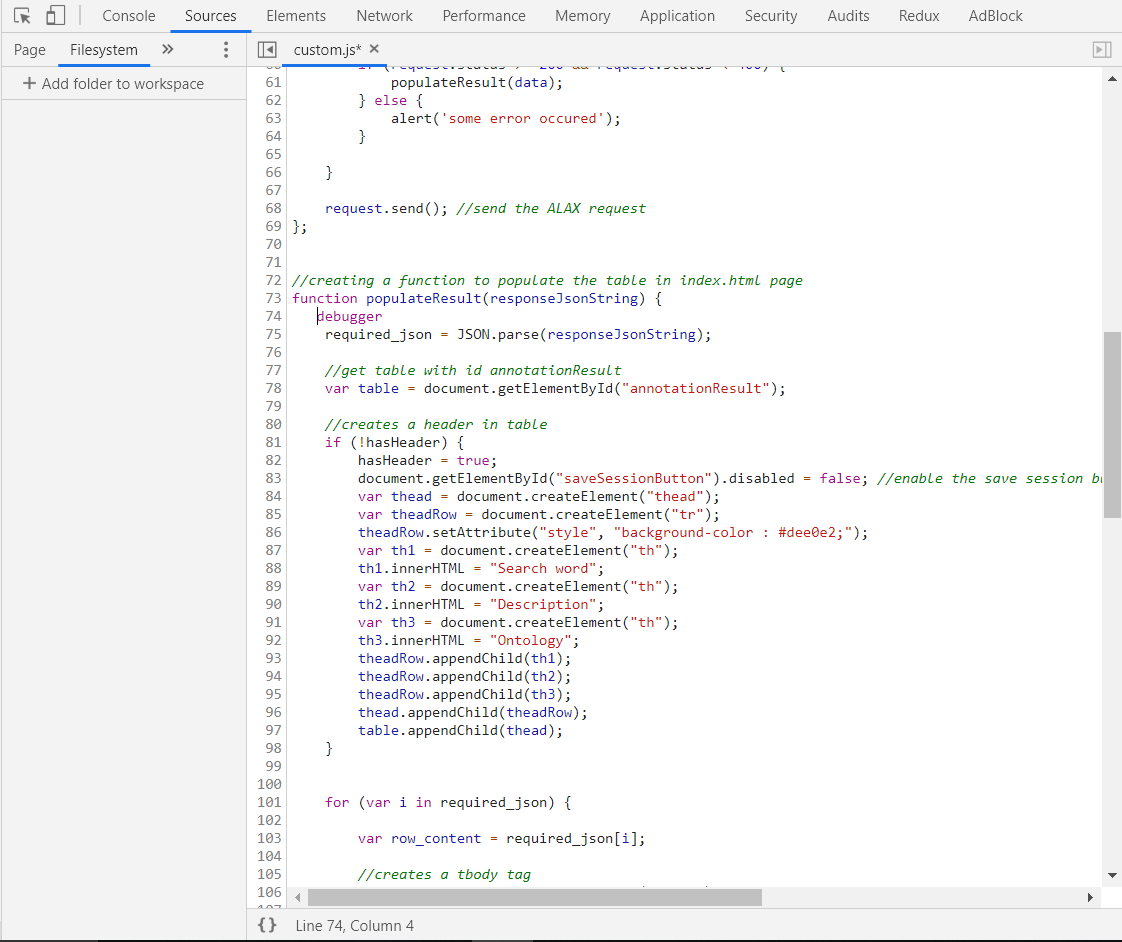 Console Sources Elements Network Performance Memory Application Security Audits Redux AdBlock
Page Filesystem » custom.js* ×
+ Add folder to workspace
61 populateResult(data);
62 } else {
63 alert('some error occured');
64 }
65
66 }
67
68 request.send(); //send the ALAX request
69 };
70
71
72 //creating a function to populate the table in index.html page
73 function populateResult(responseJsonString) {
74 debugger
75 required_json = JSON.parse(responseJsonString);
76
77 //get table with id annotationResult
78 var table = document.getElementById("annotationResult");
79
80 //creates a header in table
81 if (!hasHeader) {
82 hasHeader = true;
83 document.getElementById("saveSessionButton").disabled = false; //enable the save session
84 var thead = document.createElement("thead");
85 var theadRow = document.createElement("tr");
86 theadRow.setAttribute("style", "background-color : #dee0e2;");
87 var th1 = document.createElement("th");
88 th1.innerHTML = "Search word";
89 var th2 = document.createElement("th");
90 th2.innerHTML = "Description";
91 var th3 = document.createElement("th");
92 th3.innerHTML = "Ontology";
93 theadRow.appendChild(th1);
94 theadRow.appendChild(th2);
95 theadRow.appendChild(th3);
96 thead.appendChild(theadRow);
97 table.appendChild(thead);
98 }
99
100
101 for (var i in required_json) {
102
103 var row_content = required_json[i];
104
105 //creates a tbody tag
106
{} Line 74, Column 4